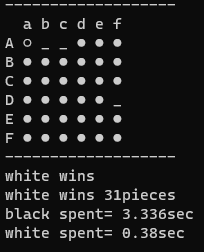 -------------------
  a b c d e f
A ○ _ _ ● ● ●
B ● ● ● ● ● ●
C ● ● ● ● ● ●
D ● ● ● ● ● _
E ● ● ● ● ● ●
F ● ● ● ● ● ●
-------------------
white wins
white wins 31pieces
black spent= 3.336sec
white spent= 0.38sec